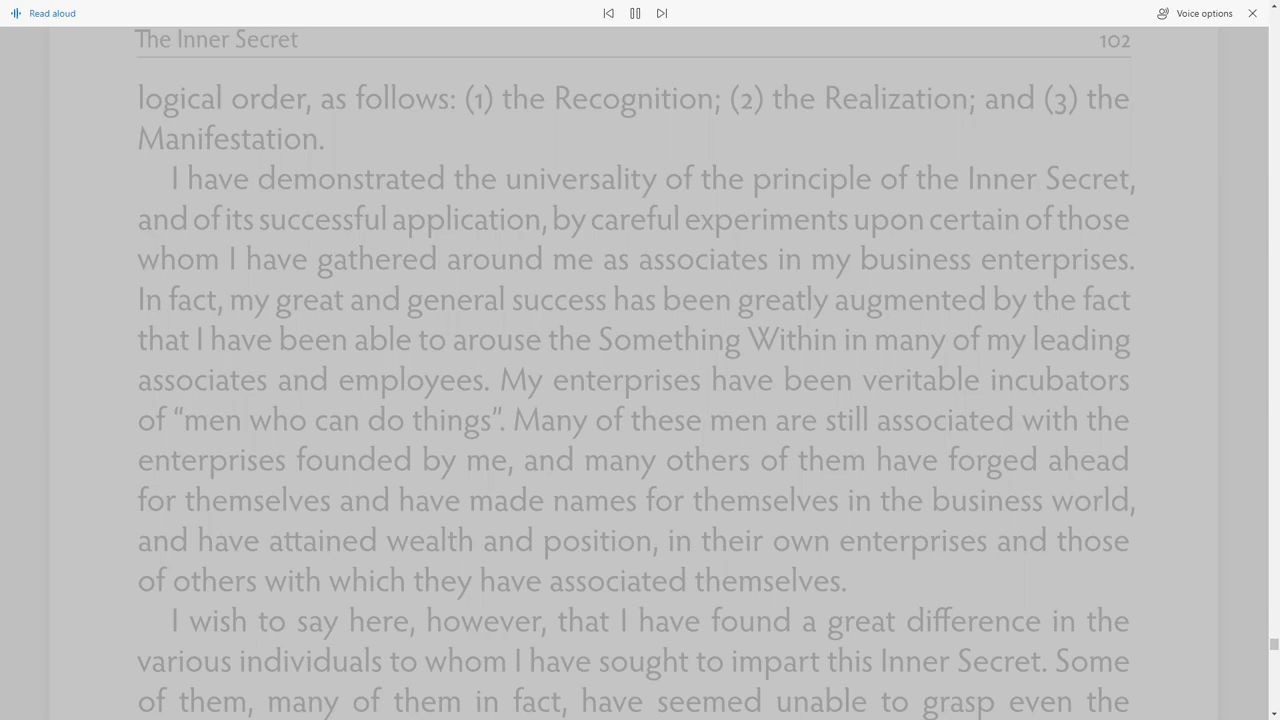 Read aloud
Voice options
The Inner Secret 102
logical order, as follows: (1) the Recognition; (2) the Realization; and (3) the
Manifestation.
I have demonstrated the universality of the principle of the Inner Secret,
and of its successful application, by careful experiments upon certain of those
whom I have gathered around me as associates in my business enterprises.
In fact, my great and general success has been greatly augmented by the fact
that I have been able to arouse the Something Within in many of my leading
associates and employees. My enterprises have been veritable incubators
of “men who can do things”. Many of these men are still associated with the
enterprises founded by me, and many others of them have forged ahead
for themselves and have made names for themselves in the business world,
and have attained wealth and position, in their own enterprises and those
of others with which they have associated themselves.
I wish to say here, however, that I have found a great difference in the
various individuals to whom I have sought to impart this Inner Secret. Some
of them, many of them in fact, have seemed unable to grasp even the